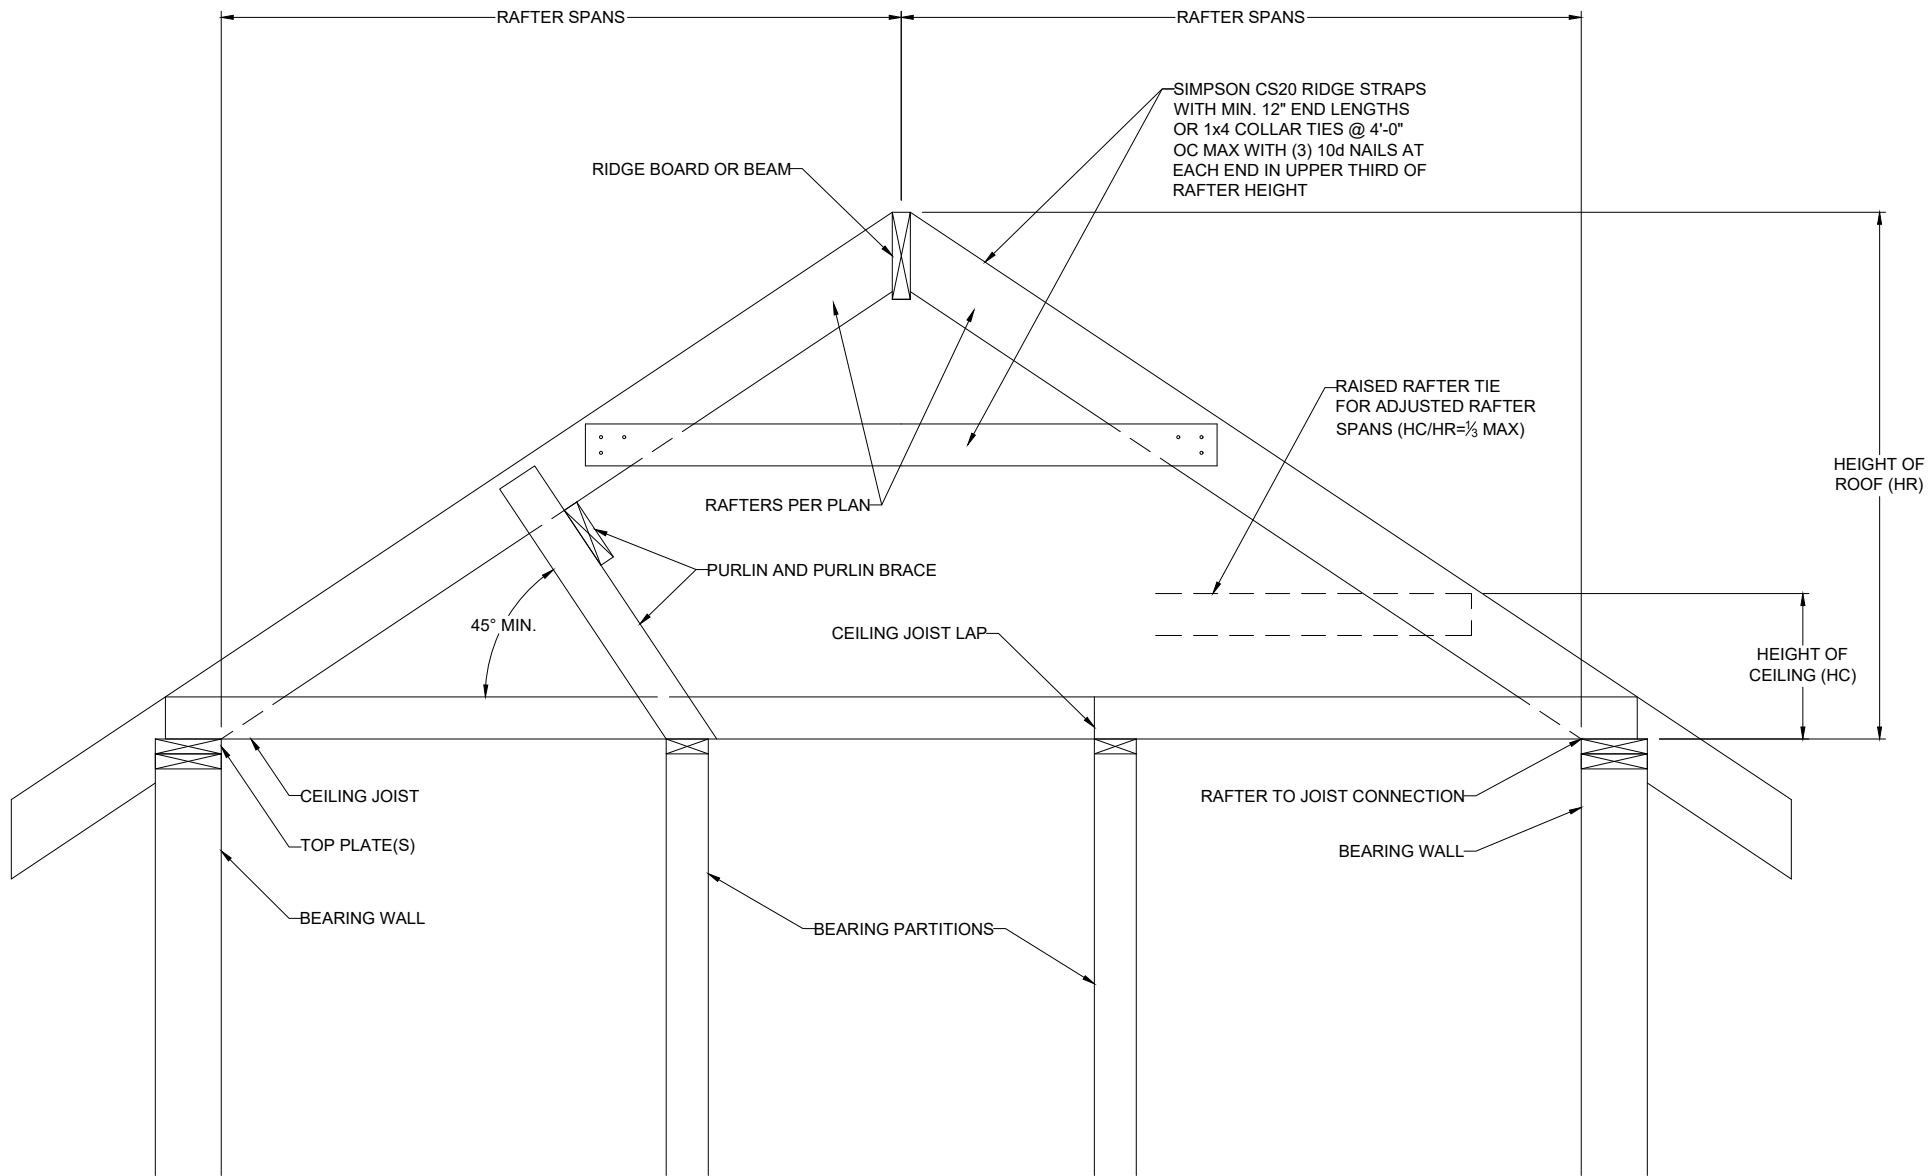 RAFTER SPANS
RAFTER SPANS
SIMPSON CS20 RIDGE STRAPS
WITH MIN. 12" END LENGTHS
OR 1x4 COLLAR TIES @ 4'-0"
OC MAX WITH (3) 10d NAILS AT
EACH END IN UPPER THIRD OF
RAFTER HEIGHT
RIDGE BOARD OR BEAM
RAISED RAFTER TIE
FOR ADJUSTED RAFTER
SPANS (HC/HR=⅓ MAX)
HEIGHT OF
ROOF (HR)
RAFTERS PER PLAN
PURLIN AND PURLIN BRACE
45° MIN.
CEILING JOIST LAP
HEIGHT OF
CEILING (HC)
CEILING JOIST
RAFTER TO JOIST CONNECTION
TOP PLATE(S)
BEARING WALL
BEARING WALL
BEARING PARTITIONS